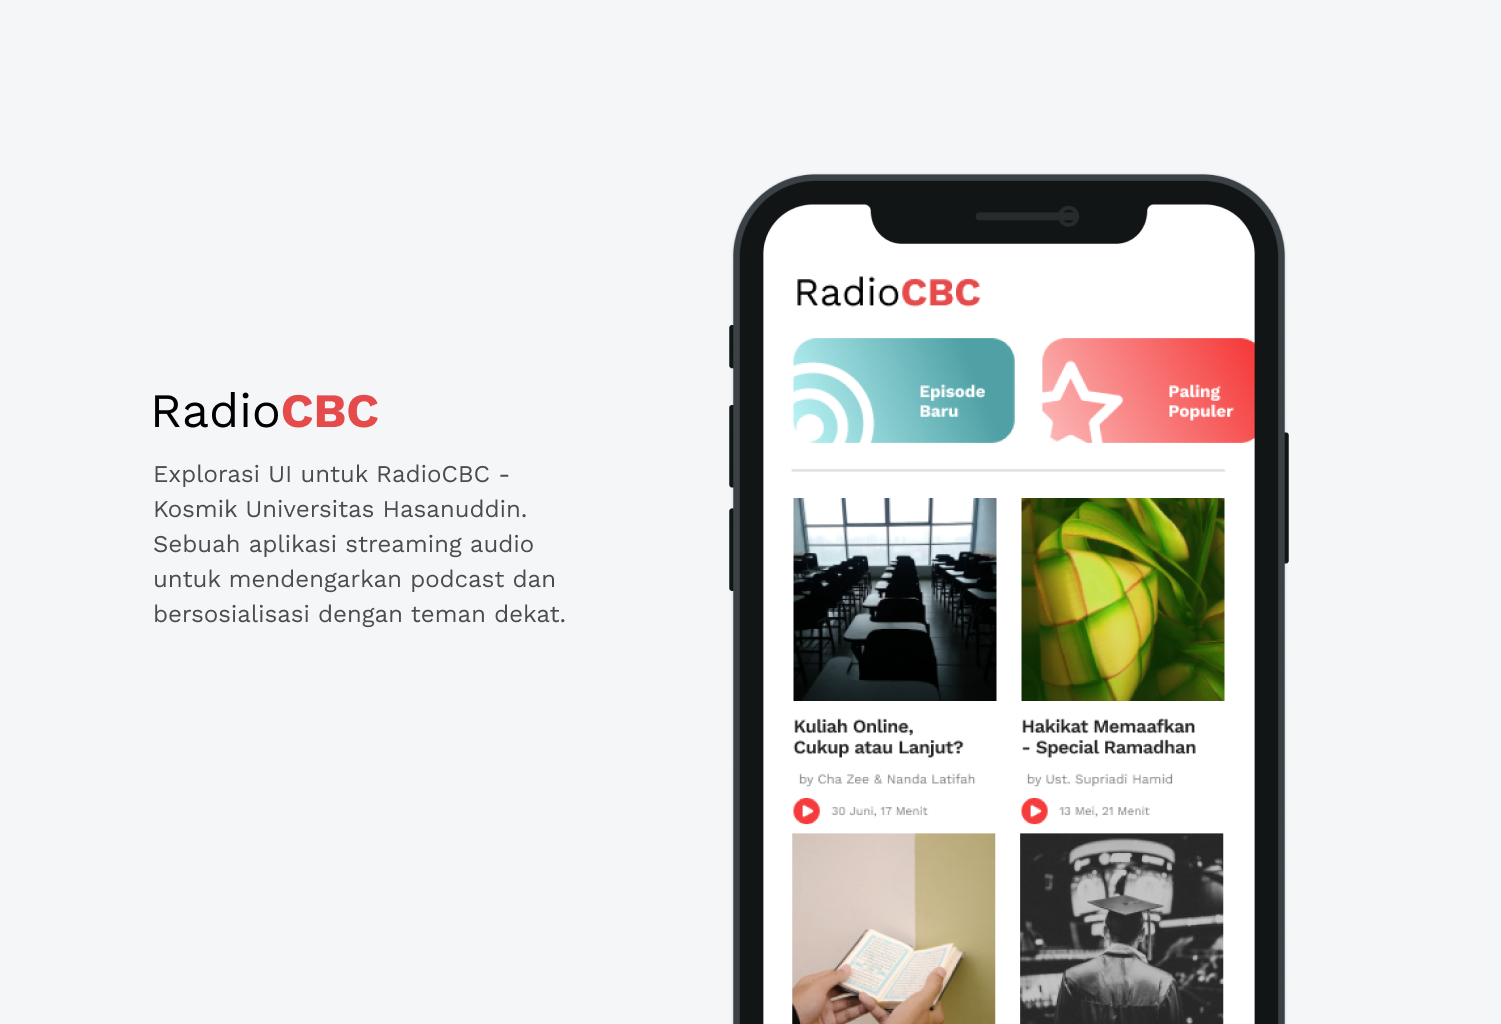 RadioCBC
Explorasi UI untuk RadioCBC -
Kosmik Universitas Hasanuddin.
Sebuah aplikasi streaming audio
untuk mendengarkan podcast dan
bersosialisasi dengan teman dekat.
RadioCBC
Episode
Baru
Paling
Populer
Kuliah Online,
Cukup atau Lanjut?
by Cha Zee & Nanda Latifah
30 Juni, 17 Menit
Hakikat Memaafkan
- Special Ramadhan
by Ust. Supriadi Hamid
13 Mei, 21 Menit